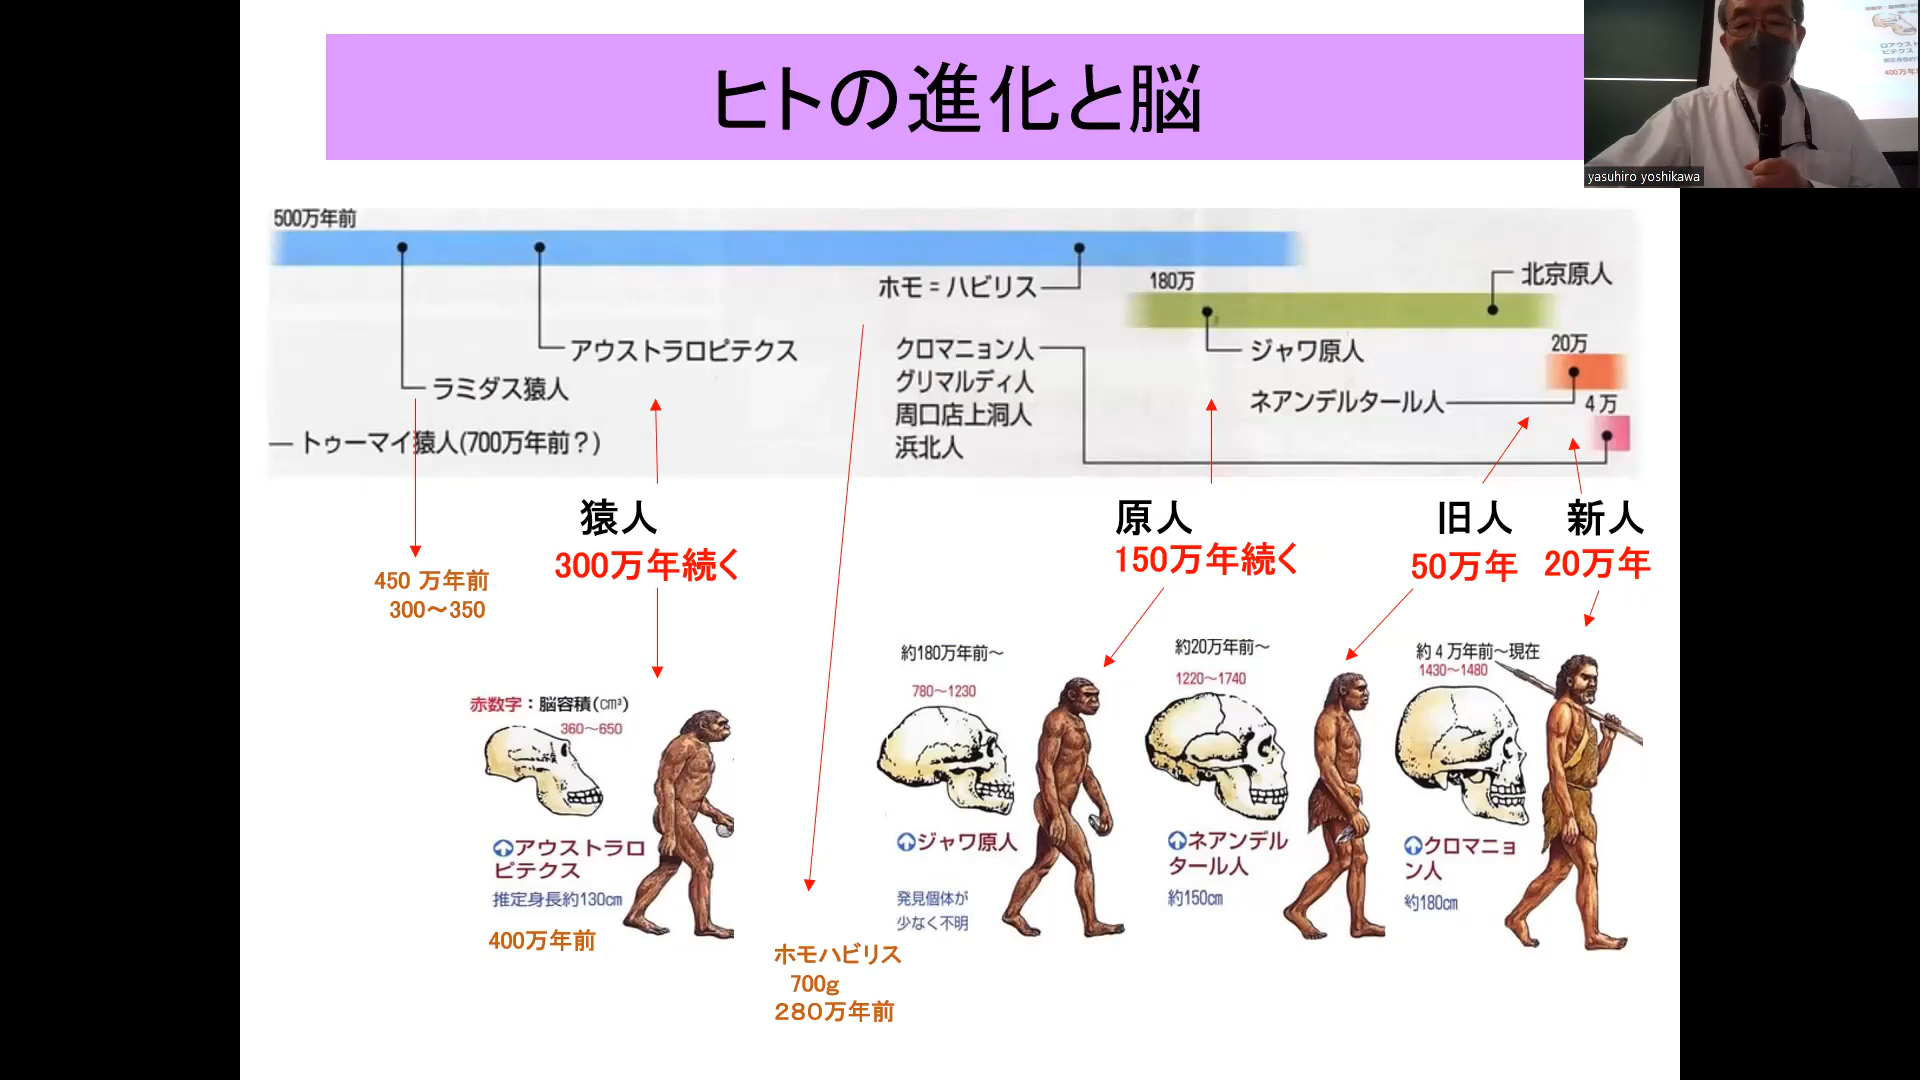 ヒトの進化と脳
yasuhiro yoshikawa
500万年前
ホモ=ハビリス
180万
北京原人
アウストラロピテクス
クロマニョン人
グリマルディ人
周口店上洞人
浜北人
ジャワ原人
20万
ラミダス猿人
ネアンデルタール人
4万
トゥーマイ猿人(700万年前?)
猿人
300万年続く
原人
150万年続く
旧人
50万年
新人
20万年
450 万年前
300~350
赤数字:脳容積(cm³)
360~650
アウストラロ
ピテクス
推定身長約130cm
400万年前
ホモハビリス
700g
280万年前
約180万年前~
780~1230
ジャワ原人
発見個体が
少なく不明
約20万年前~
1220~1740
ネアンデル
タール人
約150cm
約4万年前~現在
1430~1480
クロマニョ
ン人
約180cm